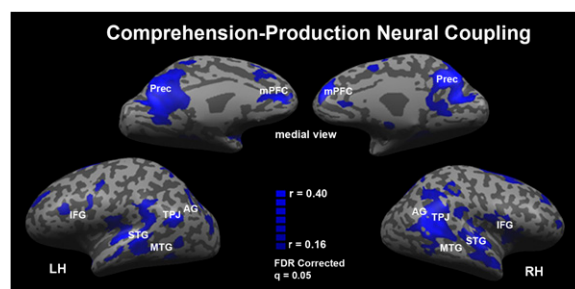 Comprehension-Production Neural Coupling
Prec
mPFC
mPFC
Prec
medial view
IFG
AG
TPJ
STG
MTG
LH
r = 0.40
r = 0.16
FDR Corrected
q = 0.05
AG
TPJ
IFG
STG
MTG
RH